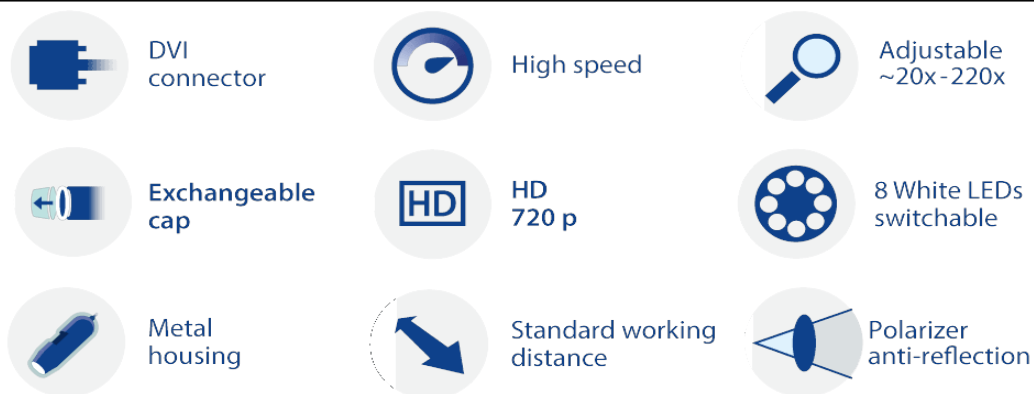 DVI
connector
High speed
Adjustable
~20x-220x
Exchangeable
cap
HD
HD
720 p
8 White LEDs
switchable
Metal
housing
Standard working
distance
Polarizer
anti-reflection